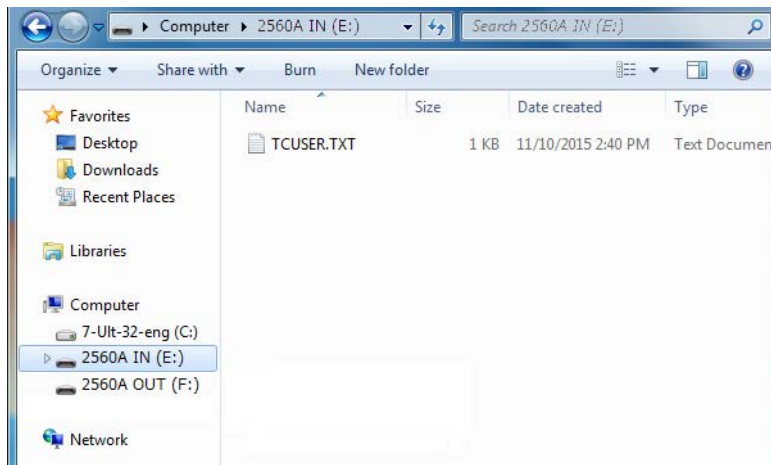 Computer 2560A IN (E:) Search 2560A IN (E:)
Organize Share with Burn New folder
Favorites
Desktop
Downloads
Recent Places
Libraries
Computer
7-Ult-32-eng (C:)
2560A IN (E:)
2560A OUT (F:)
Network
Name Size Date created Type
TCUSER.TXT 1 KB 11/10/2015 2:40 PM Text Documen